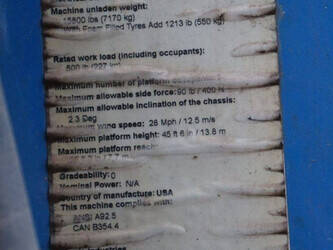 Machine unladen weight:
15800 lbs (7170 kg)
With Foam Filled Tyres Add 1213 lb (550 kg)
Rated work load (including occupants):
500 lb (227
Maximum number of platform
Maximum allowable side force: 90 lb / 400 N
Maximum allowable inclination of the chassis:
2.3 Deg
Maximum wind speed: 28 Mph / 12.5 m/s
Maximum platform height: 45 ft 6 / 13.8 m
Maximum platform reach
Gradeability: 0
Nominal Power: N/A
Country of manufacture: USA
This machine complies with:
ANSI A92.5
CAN B354.4
Industries